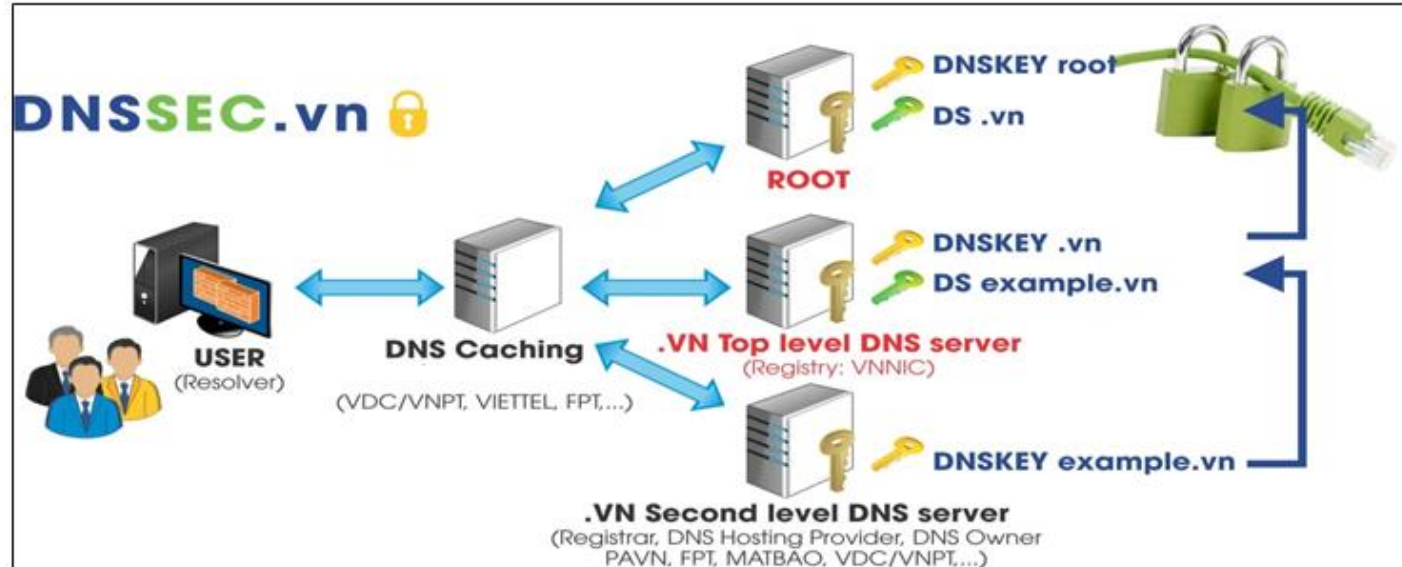 DNSSEC.vn
DNSKEY root
DS .vn
ROOT
DNSKEY .vn
DS example.vn
USER
(Resolver)
DNS Caching
(VDC/VNPT, VIETTEL, FPT,...)
.VN Top level DNS server
(Registry: VNNIC)
DNSKEY example.vn
.VN Second level DNS server
(Registrar, DNS Hosting Provider, DNS Owner
PAVN, FPT, MATBAO, VDC/VNPT,...)